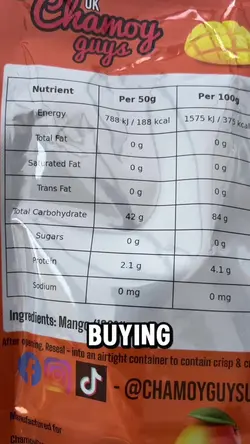 UK
Chamoy
guys
Nutrient Per 50g Per 100g
Energy 788 kJ / 188 kcal 1575 kJ / 375 kcal
Total Fat 0 g 0 g
Saturated Fat 0 g 0 g
Trans Fat 0 g 0 g
Total Carbohydrate 42 g 84 g
Sugars 0 g 0 g
Protein 2.1 g 4.1 g
Sodium 0 mg 0 mg
Ingredients: Mango
BUYING
After opening, Reseal - into an airtight container to contain crisp & c
- @CHAMOYGUYSU
Manufactured for